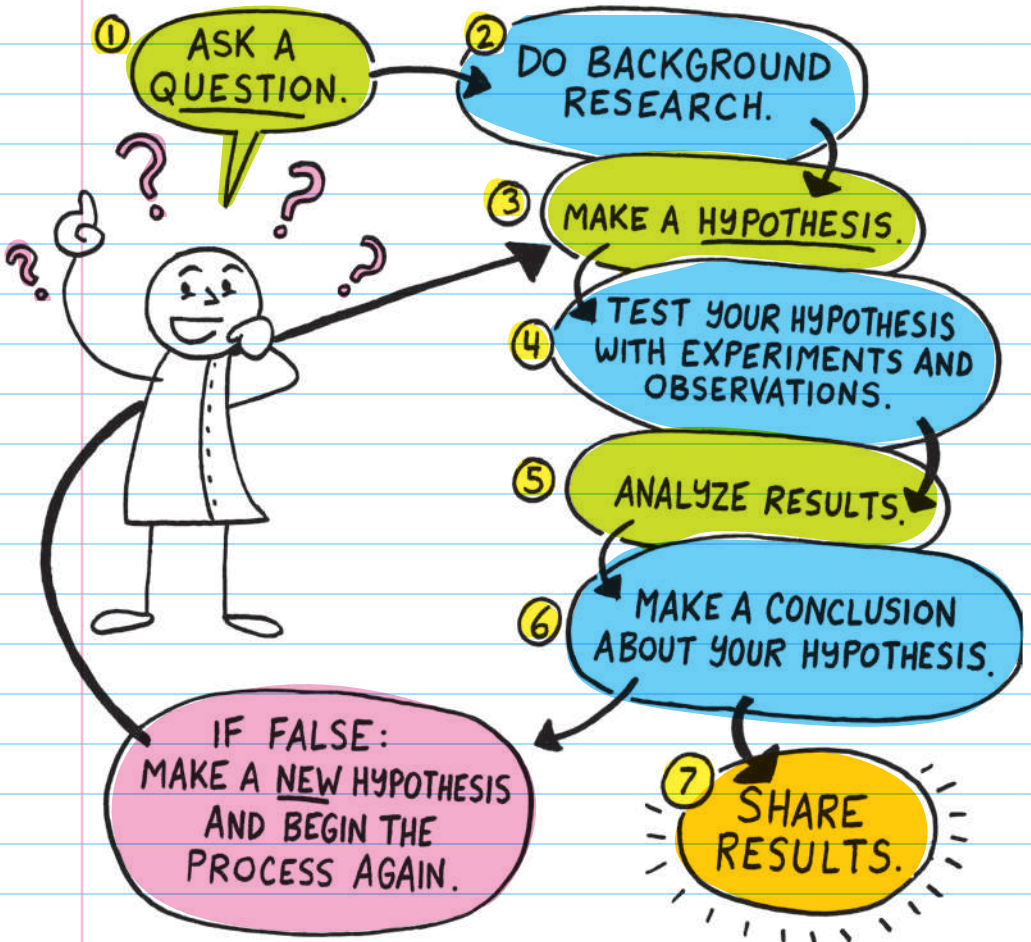 1
ASK A
QUESTION.
2
DO BACKGROUND
RESEARCH.
3
MAKE A HYPOTHESIS.
4
TEST YOUR HYPOTHESIS
WITH EXPERIMENTS AND
OBSERVATIONS.
5
ANALYZE RESULTS.
6
MAKE A CONCLUSION
ABOUT YOUR HYPOTHESIS.
IF FALSE:
MAKE A NEW HYPOTHESIS
AND BEGIN THE
PROCESS AGAIN.
7
SHARE
RESULTS.
?
?
?
?